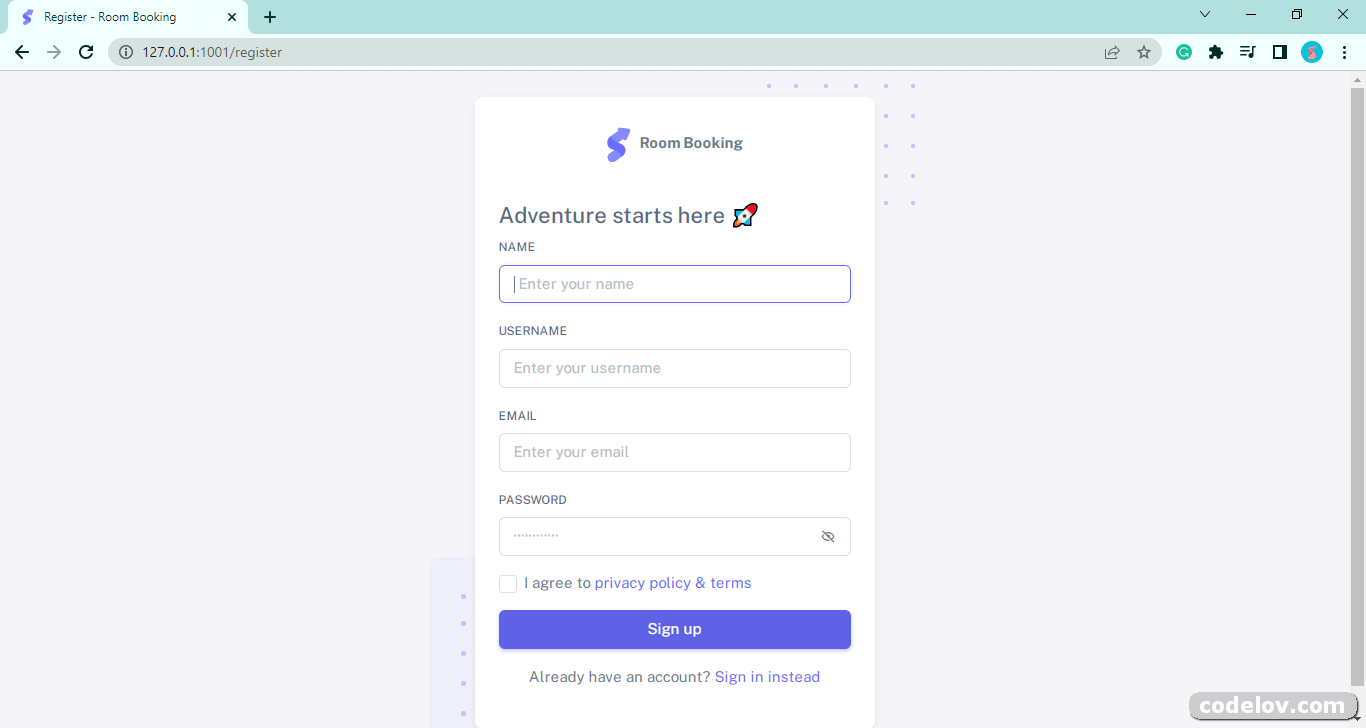 Register - Room Booking
127.0.0.1:1001/register
Room Booking
Adventure starts here 🚀
NAME
Enter your name
USERNAME
Enter your username
EMAIL
Enter your email
PASSWORD
············
I agree to privacy policy & terms
Sign up
Already have an account? Sign in instead
codelov.com